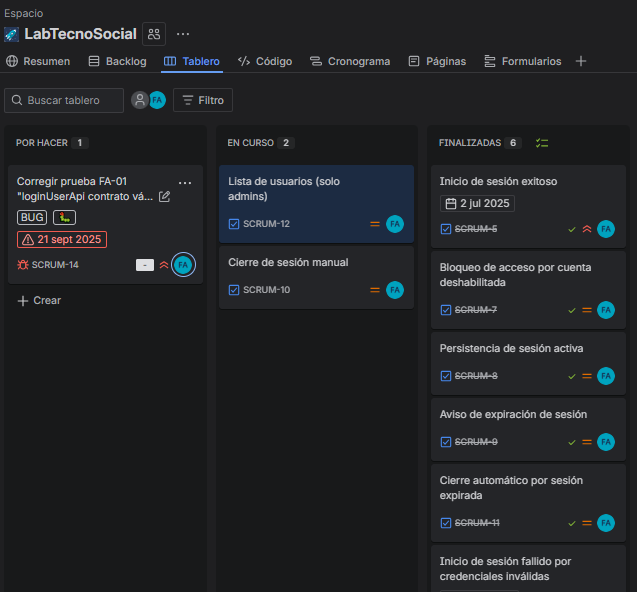 Espacio
LabTecnoSocial
Resumen
Backlog
Tablero
Código
Cronograma
Páginas
Formularios
Buscar tablero
FA
Filtro
POR HACER 1
Corregir prueba FA-01
"loginUserApi contrato vá...
BUG
21 sept 2025
SCRUM-14
-
FA
Crear
EN CURSO 2
Lista de usuarios (solo
admins)
SCRUM-12
FA
Cierre de sesión manual
SCRUM-10
FA
FINALIZADAS 6
Inicio de sesión exitoso
2 jul 2025
SCRUM-5
FA
Bloqueo de acceso por cuenta
deshabilitada
SCRUM-7
FA
Persistencia de sesión activa
SCRUM-8
FA
Aviso de expiración de sesión
SCRUM-9
FA
Cierre automático por sesión
expirada
SCRUM-11
FA
Inicio de sesión fallido por
credenciales inválidas